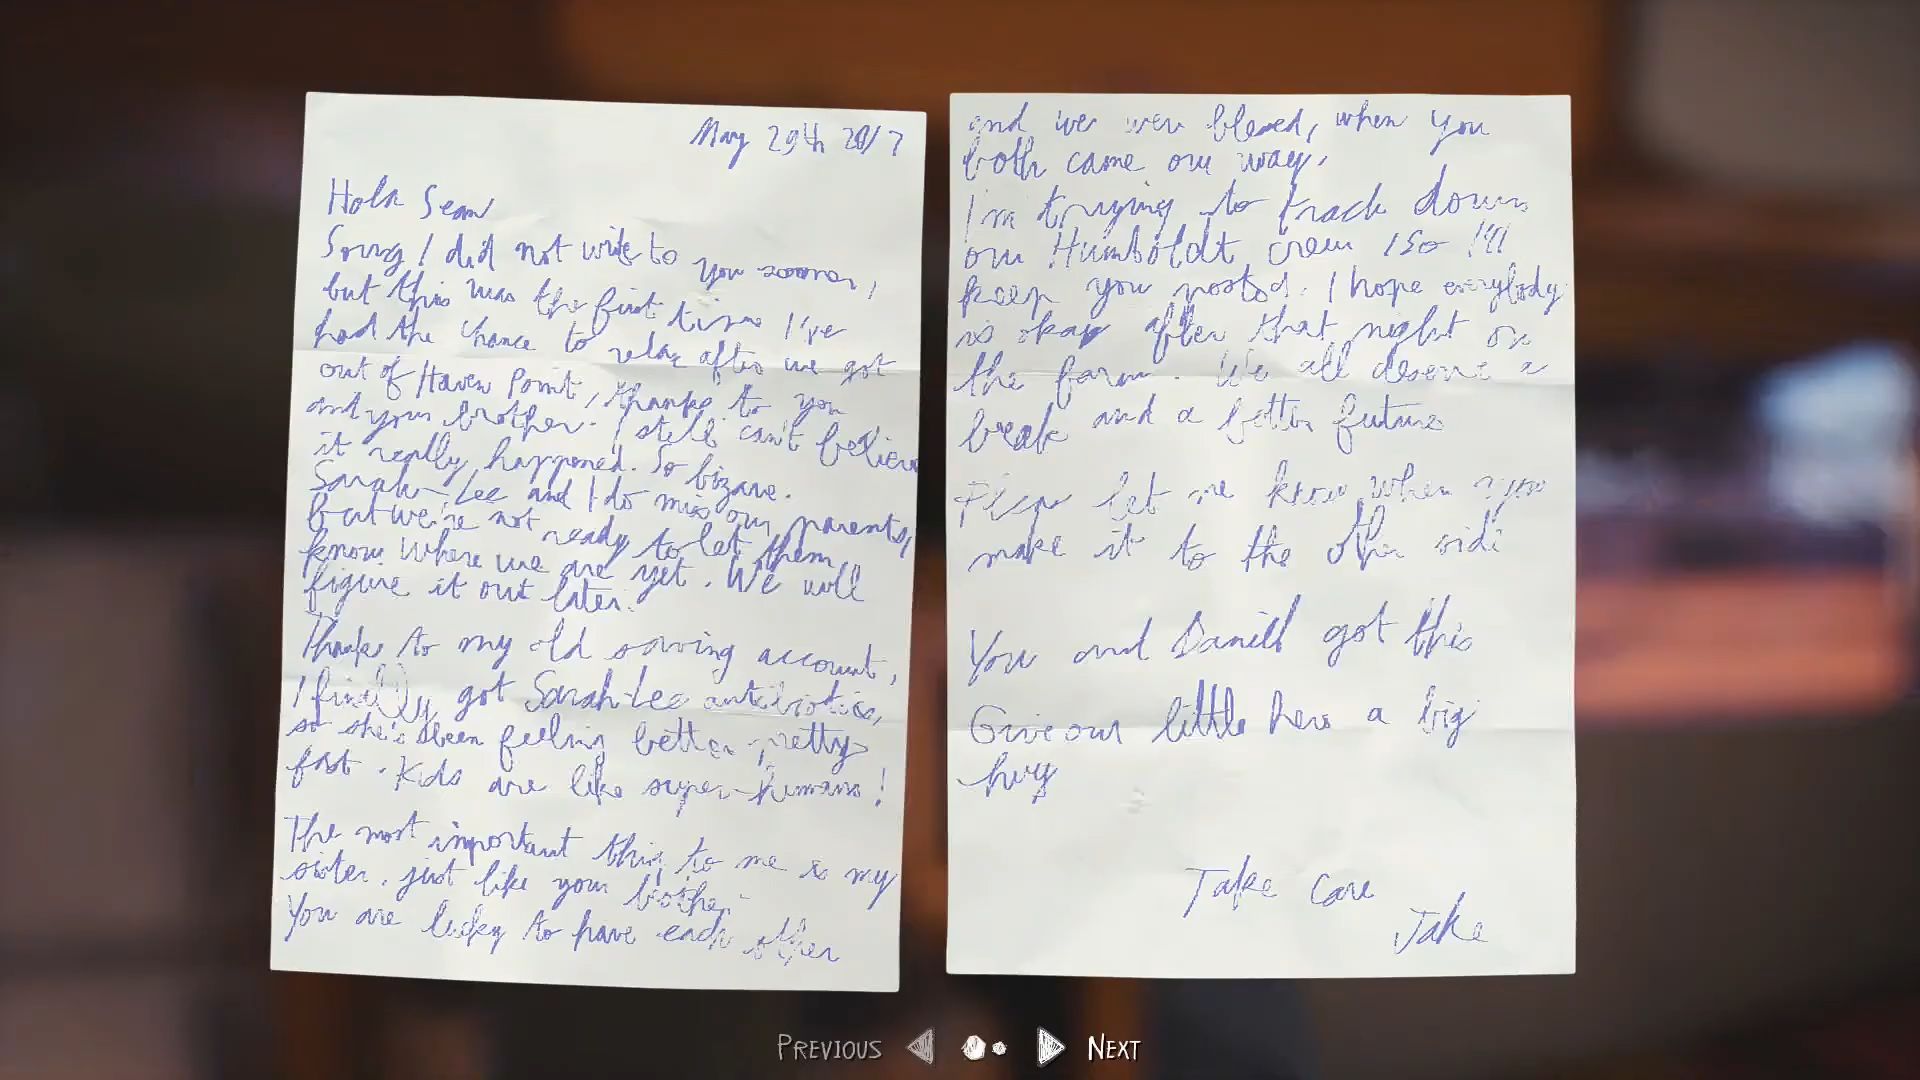 May 29th 2017
Hola Sean
Sorry I did not write to you sooner,
but this was the first time I've
had the chance to relax after we got
out of Haven Point, thanks to you
and your brother. I still can't believe
it really happened. So bizare.
Sarah-Lee and I do miss our parents,
but we're not ready to let them
know where we are yet. We will
figure it out later.
Thanks to my old saving account,
I finally got Sarah-Lee antibiotics,
so she's been feeling better pretty
fast. Kids are like super-humans!
The most important thing to me is my
sister, just like your brother.
You are lucky to have each other
and we were blessed, when you
both came our way.
I'm trying to track down
our Humboldt crew, so I'll
keep you posted. I hope everybody
is okay after that night on
the farm. We all deserve a
break and a better future
Please let me know when you
make it to the other side
You and Daniel got this
Give our little hero a big
hug
Take Care
Jake
PREVIOUS NEXT